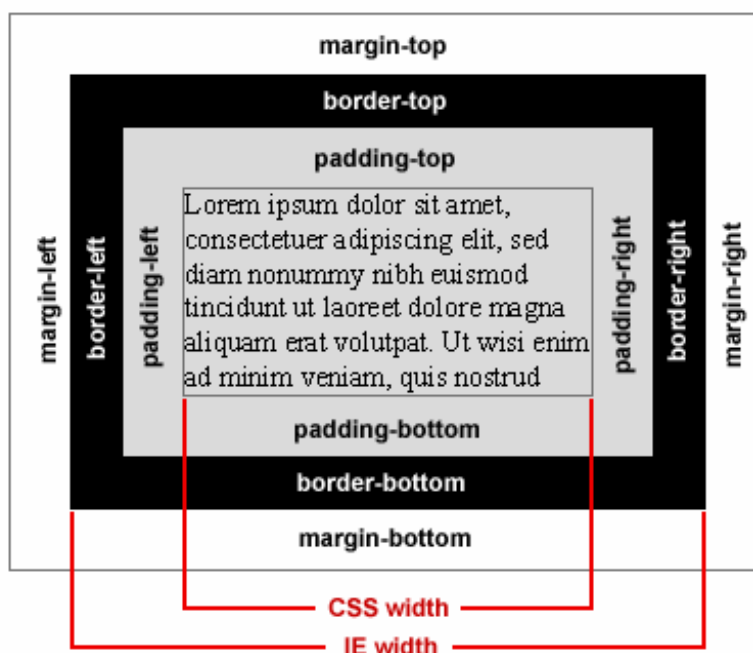 margin-top
border-top
padding-top
margin-left
border-left
padding-left
Lorem ipsum dolor sit amet,
consectetuer adipiscing elit, sed
diam nonummy nibh euismod
tincidunt ut laoreet dolore magna
aliquam erat volutpat. Ut wisi enim
ad minim veniam, quis nostrud
padding-right
border-right
margin-right
padding-bottom
border-bottom
margin-bottom
CSS width
IE width